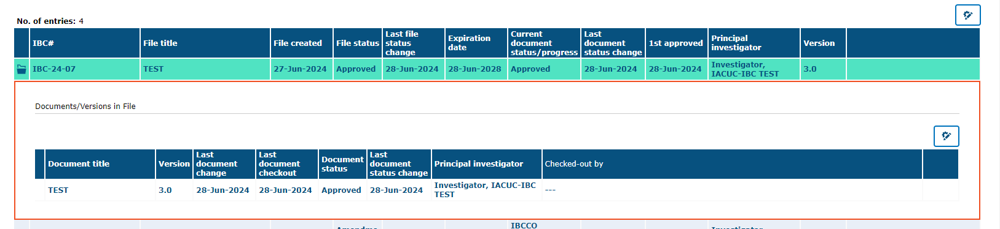 No. of entries: 4
IBC# File title File created File status Last file status change Expiration date Current document status/progress Last document status change 1st approved Principal investigator Version
IBC-24-07 TEST 27-Jun-2024 Approved 28-Jun-2024 28-Jun-2028 Approved 28-Jun-2024 28-Jun-2024 Investigator, IACUC-IBC TEST 3.0
Documents/Versions in File
Document title Version Last document change Last document checkout Document status Last document status change Principal investigator Checked-out by
TEST 3.0 28-Jun-2024 28-Jun-2024 Approved 28-Jun-2024 Investigator, IACUC-IBC TEST ---
IBCCO